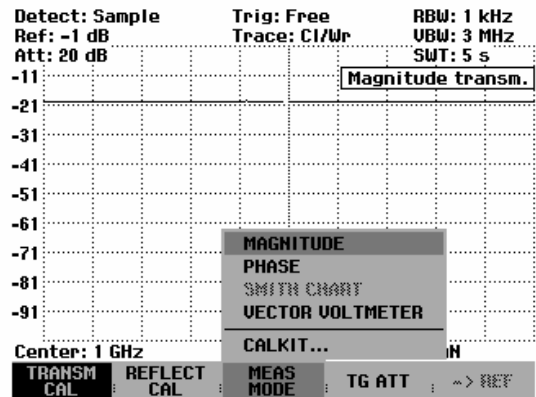 Detect: Sample Trig: Free RBW: 1 kHz
Ref: -1 dB Trace: Cl/Wr VBW: 3 MHz
Att: 20 dB SWT: 5 s
-11 Magnitude transm.
-21
-31
-41
-51
-61
-71
-81
-91
MAGNITUDE
PHASE
SMITH CHART
VECTOR VOLTMETER
CALKIT...
Center: 1 GHz
TRANSM CAL
REFLECT CAL
MEAS MODE
TG ATT
~> REF